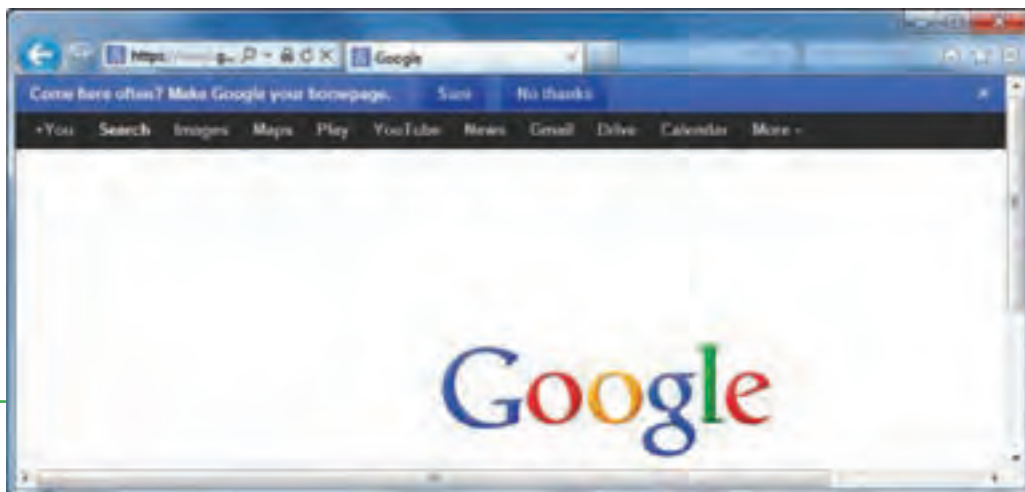 https:// Google
Come here often? Make Google your homepage. Sure No thanks
+You Search Images Maps Play YouTube News Gmail Drive Calendar More
Google